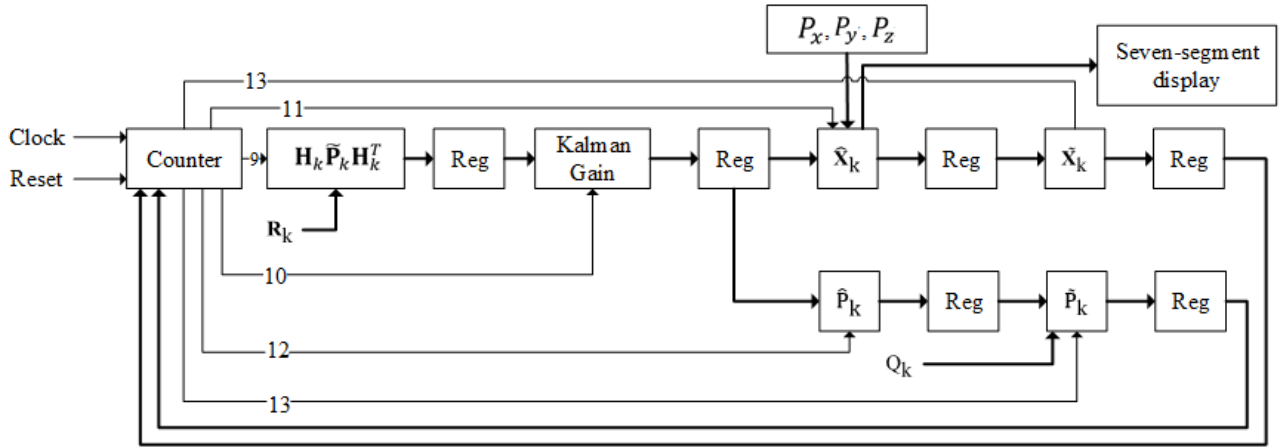 P_x, P_y, P_z
Seven-segment
display
13
11
Clock
Reset
Counter
9
H_k P̃_k H_k^T
Reg
Kalman
Gain
Reg
X̂_k
Reg
X̃_k
Reg
R_k
10
P̂_k
Reg
P̃_k
Reg
12
Q_k
13